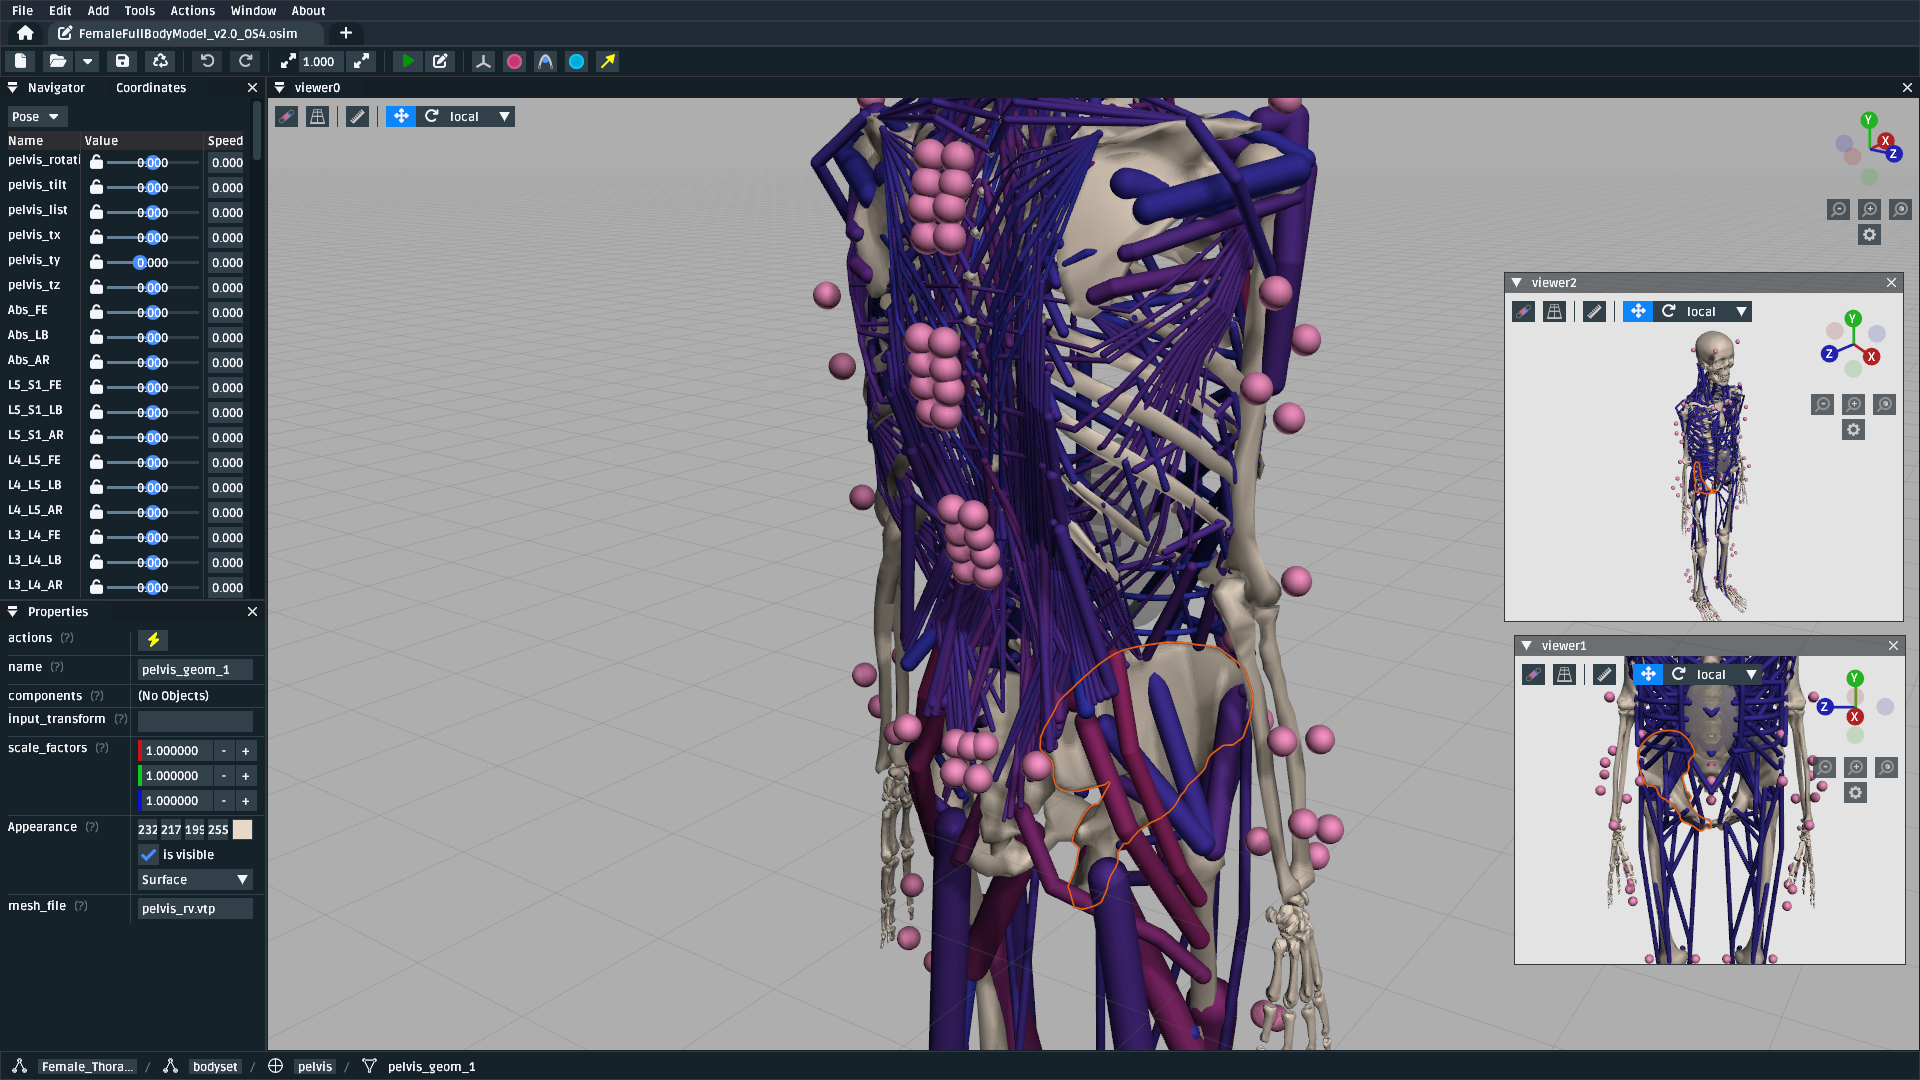 File Edit Add Tools Actions Window About
FemaleFullBodyModel_v2.0_OS4.osim
1.000
Navigator Coordinates
viewer0
Pose
local
Name Value Speed
pelvis_rotati 0.000 0.000
pelvis_tilt 0.000 0.000
pelvis_list 0.000 0.000
pelvis_tx 0.000 0.000
pelvis_ty 0.000 0.000
pelvis_tz 0.000 0.000
Abs_FE 0.000 0.000
Abs_LB 0.000 0.000
Abs_AR 0.000 0.000
L5_S1_FE 0.000 0.000
L5_S1_LB 0.000 0.000
L5_S1_AR 0.000 0.000
L4_L5_FE 0.000 0.000
L4_L5_LB 0.000 0.000
L4_L5_AR 0.000 0.000
L3_L4_FE 0.000 0.000
L3_L4_LB 0.000 0.000
L3_L4_AR 0.000 0.000
Y
X
Z
viewer2
local
Y
Z
X
viewer1
local
Y
Z
X
Properties
actions (?)
name (?) pelvis_geom_1
components (?) (No Objects)
input_transform (?)
scale_factors (?) 1.000000 - +
1.000000 - +
1.000000 - +
Appearance (?) 232 217 199 255
is visible
Surface
mesh_file (?) pelvis_rv.vtp
Female_Thora... / bodyset / pelvis / pelvis_geom_1